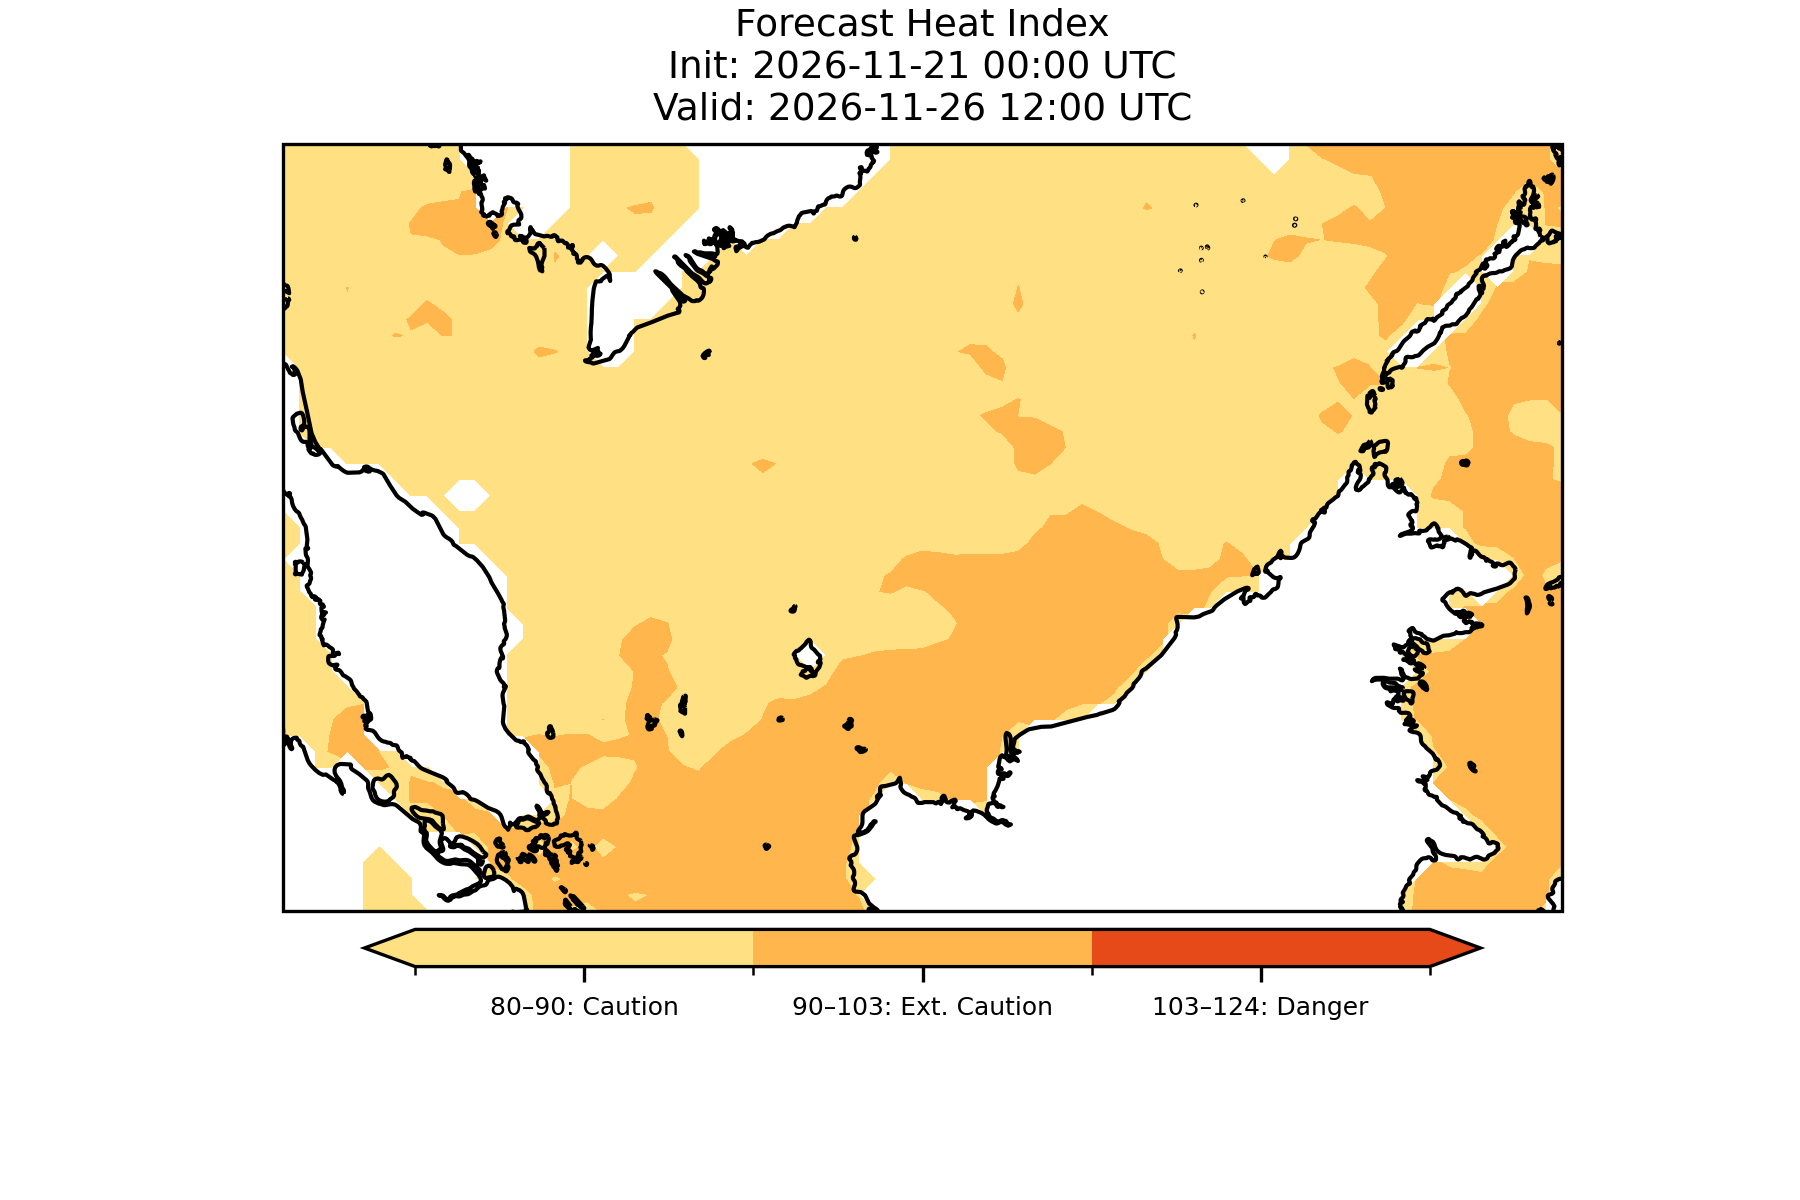 Forecast Heat Index
Init: 2026-11-21 00:00 UTC
Valid: 2026-11-26 12:00 UTC
80–90: Caution
90–103: Ext. Caution
103–124: Danger